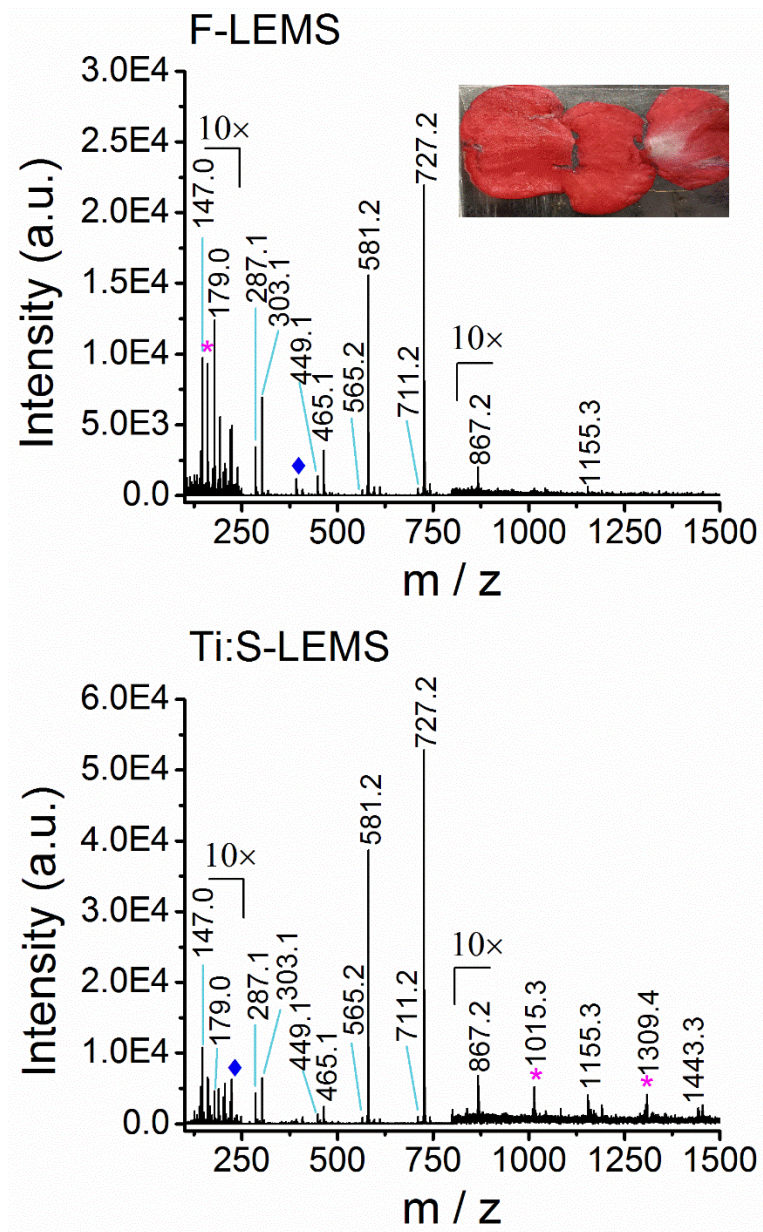 F-LEMS
3.0E4
2.5E4
2.0E4
1.5E4
1.0E4
5.0E3
0.0
Intensity (a.u.)
10×
147.0
*
179.0
287.1
303.1
449.1
465.1
565.2
581.2
711.2
727.2
10×
867.2
1155.3
250 500 750 1000 1250 1500
m / z
Ti:S-LEMS
6.0E4
5.0E4
4.0E4
3.0E4
2.0E4
1.0E4
0.0
Intensity (a.u.)
10×
147.0
179.0
287.1
303.1
449.1
465.1
565.2
581.2
711.2
727.2
10×
867.2
*1015.3
1155.3
*1309.4
1443.3
250 500 750 1000 1250 1500
m / z